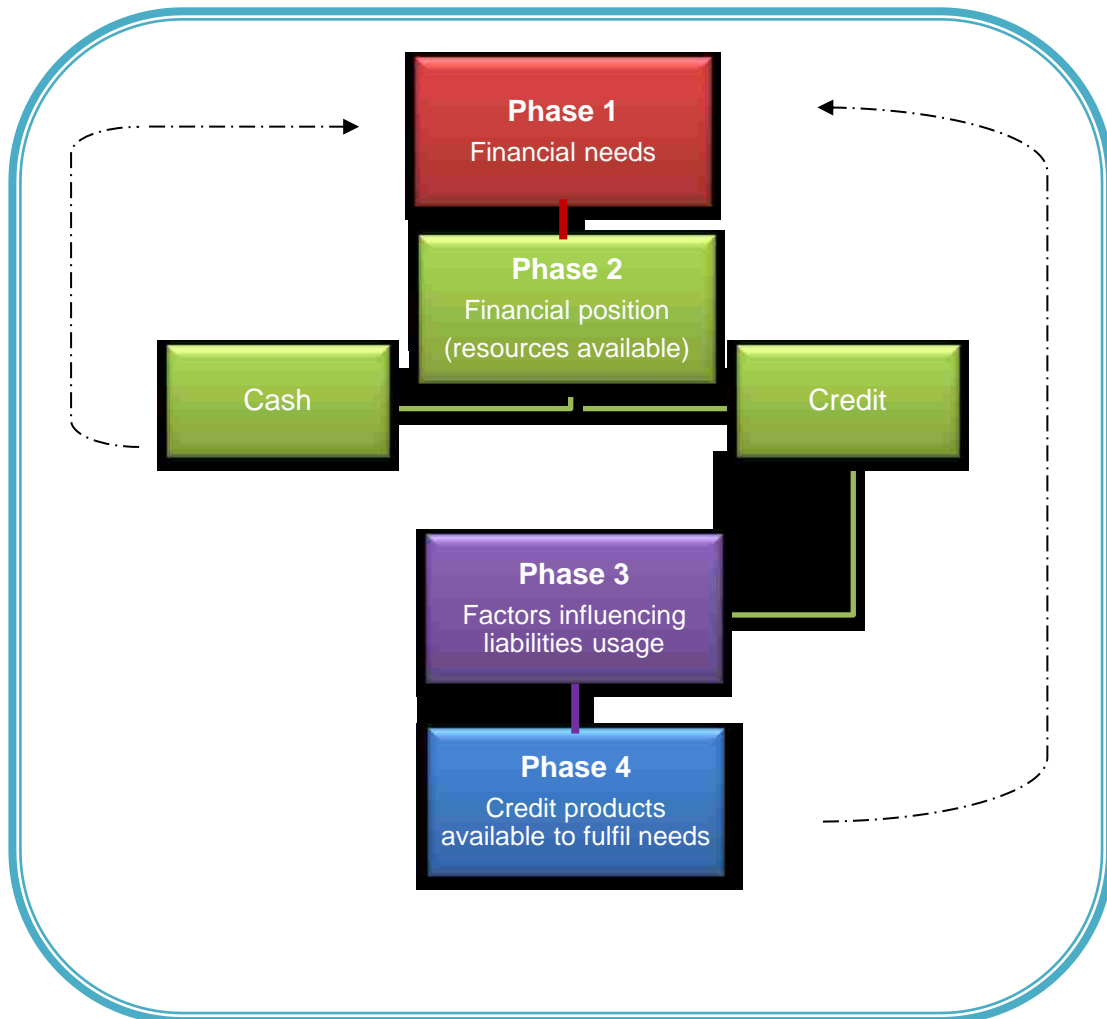 Phase 1
Financial needs
Phase 2
Financial position
(resources available)
Cash
Credit
Phase 3
Factors influencing
liabilities usage
Phase 4
Credit products
available to fulfil needs